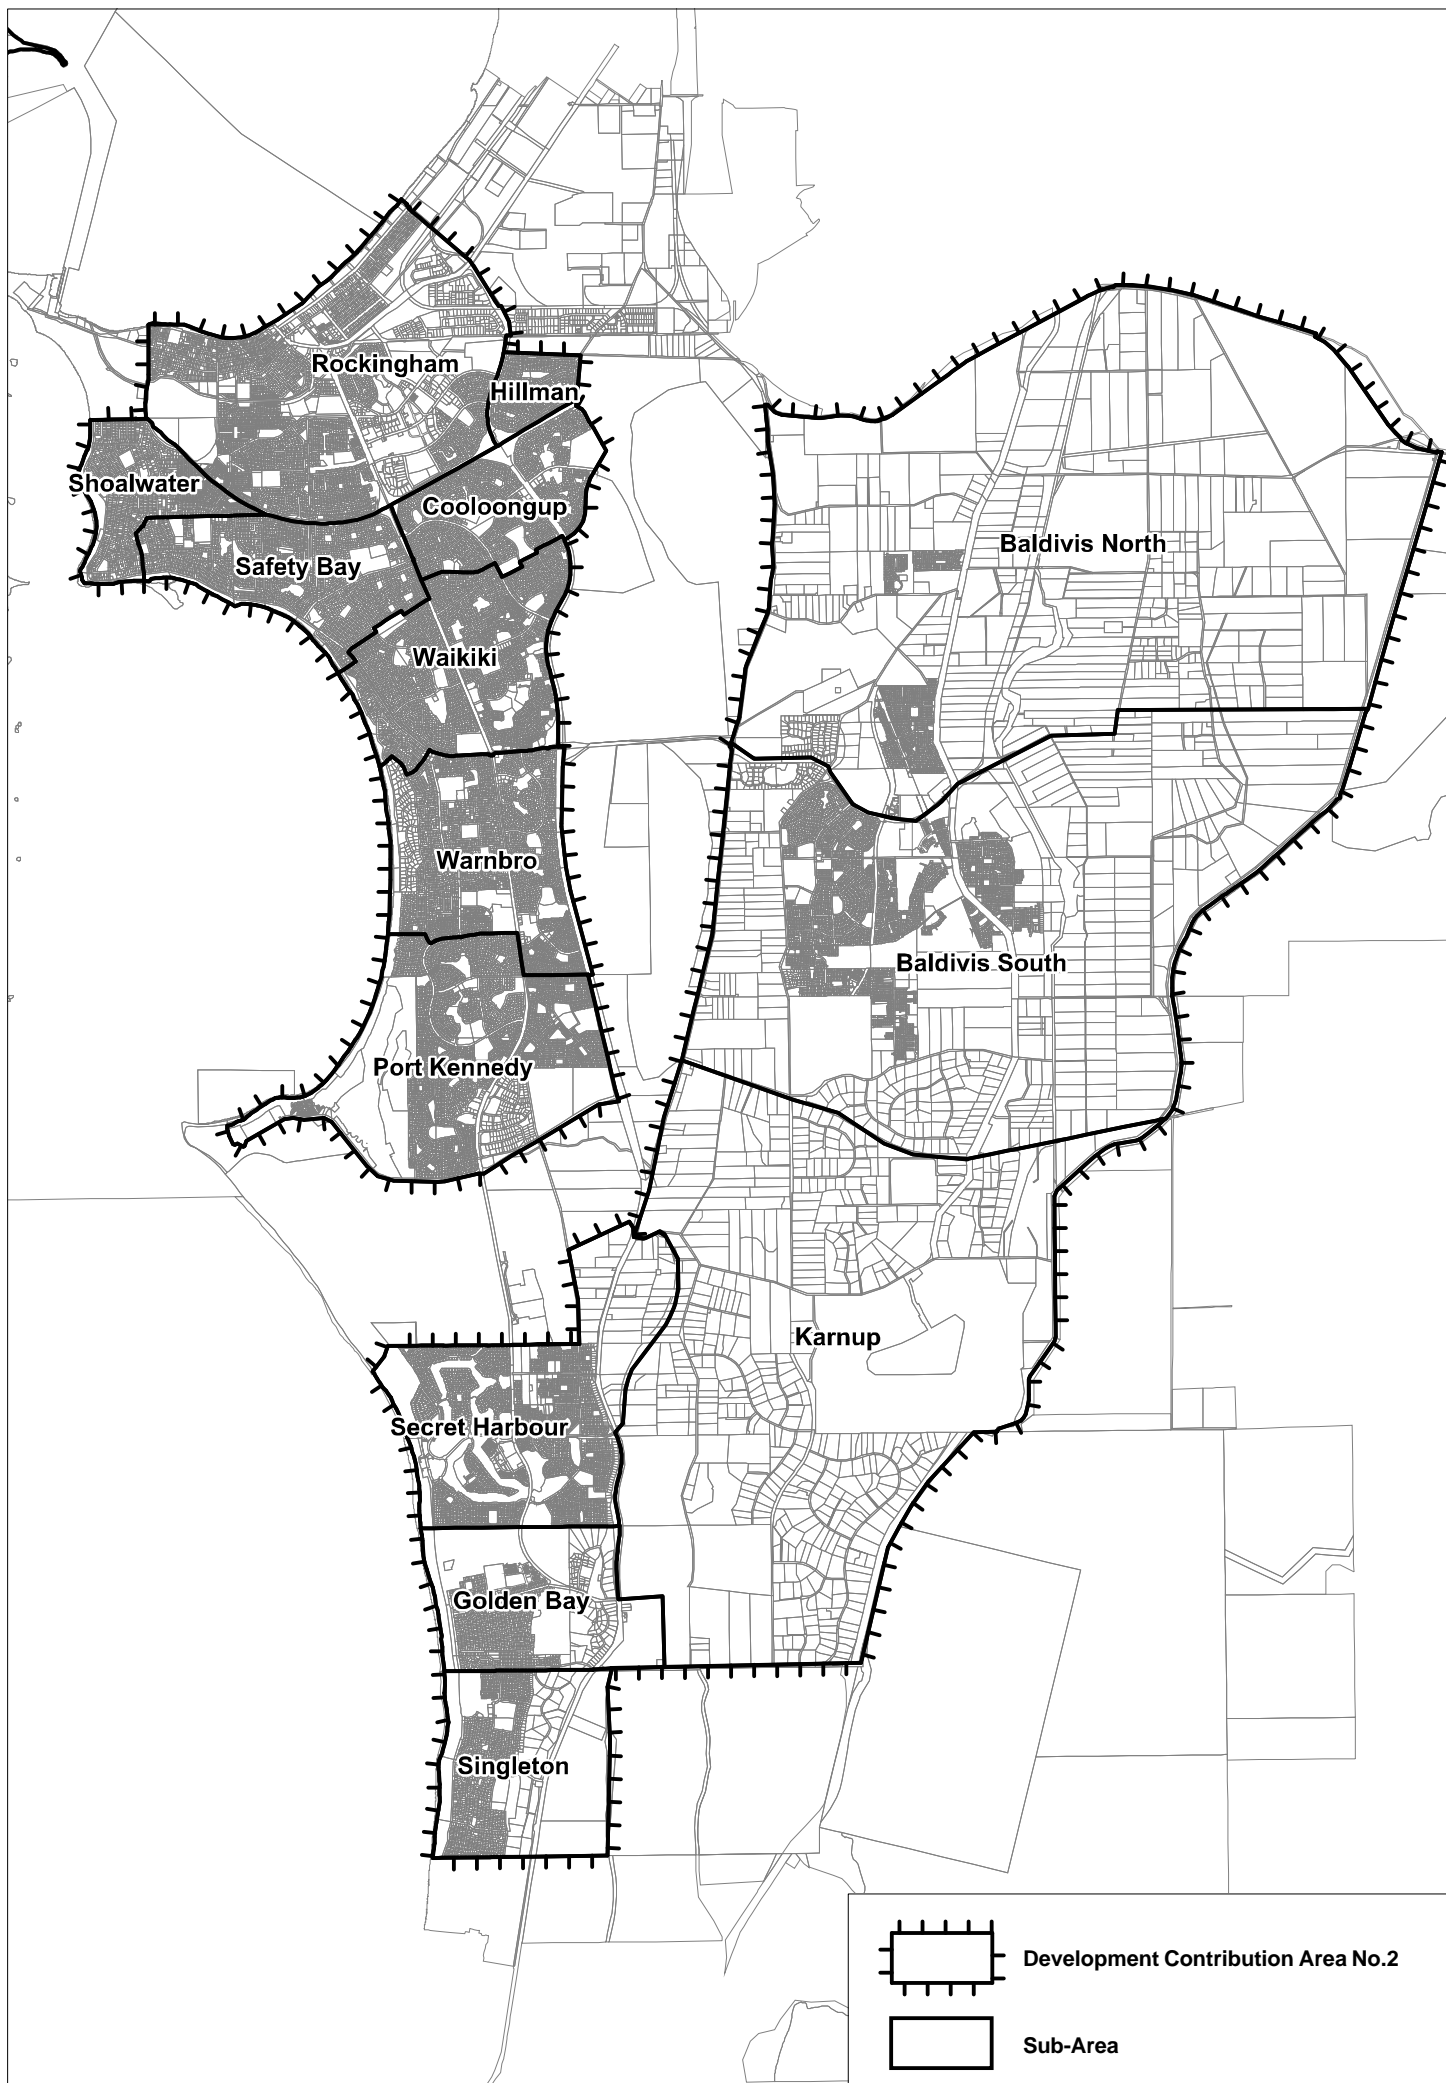 Rockingham
Hillman
Shoalwater
Cooloongup
Baldivis North
Safety Bay
Waikiki
Warnbro
Baldivis South
Port Kennedy
Karnup
Secret Harbour
Golden Bay
Singleton
Development Contribution Area No.2
Sub-Area